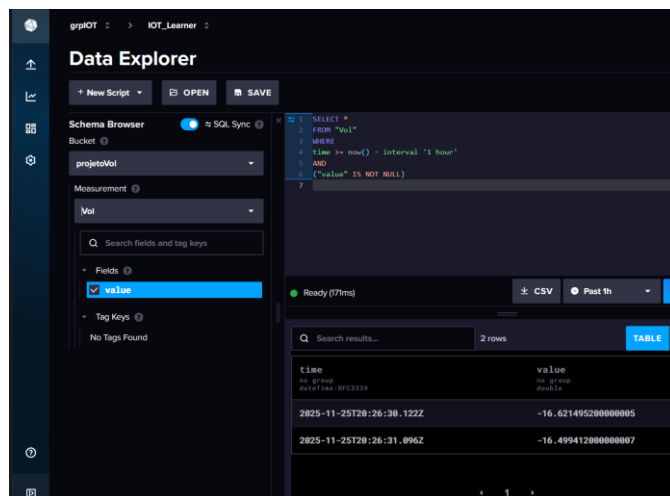 grpIOT > IOT_Learner
Data Explorer
+ New Script
OPEN
SAVE
Schema Browser
SQL Sync
Bucket
projetoVol
Measurement
Vol
Search fields and tag keys
Fields
value
Tag Keys
No Tags Found
1 SELECT *
2 FROM "Vol"
3 WHERE
4 time >= now() - interval '1 hour'
5 AND
6 ("value" IS NOT NULL)
7
Ready (171ms)
CSV
Past 1h
Search results...
2 rows
TABLE
time value
no group no group
dateTime:RFC3339 double
2025-11-25T20:26:30.122Z -16.621495200000005
2025-11-25T20:26:31.096Z -16.499412000000007
1